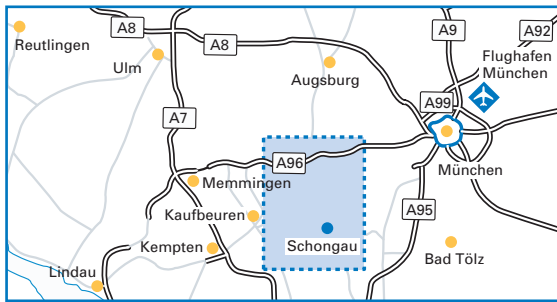 A8
A9
A92
Reutlingen
A8
Ulm
Flughafen
München
Augsburg
A99
A7
A96
München
Memmingen
Kaufbeuren
A95
Kempten
Schongau
Bad Tölz
Lindau